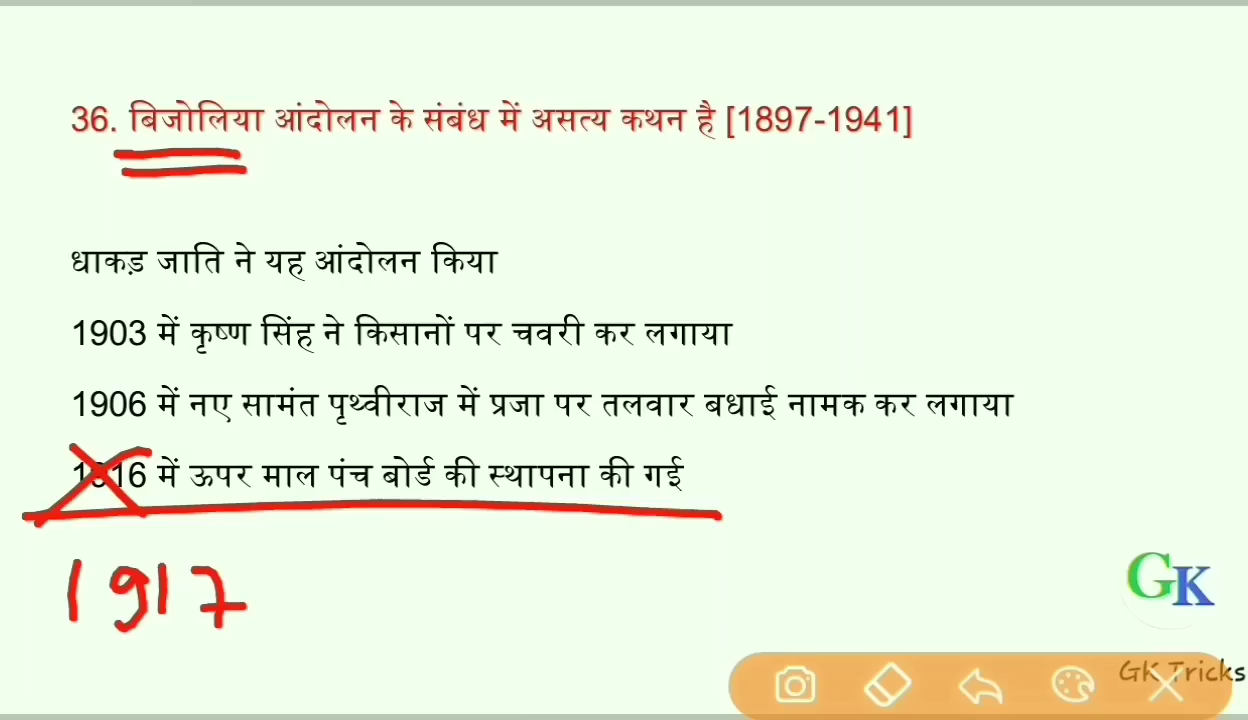 36. बिजोलिया आंदोलन के संबंध में असत्य कथन है [1897-1941]
धाकड़ जाति ने यह आंदोलन किया
1903 में कृष्ण सिंह ने किसानों पर चवरी कर लगाया
1906 में नए सामंत पृथ्वीराज में प्रजा पर तलवार बधाई नामक कर लगाया
1916 में ऊपर माल पंच बोर्ड की स्थापना की गई
1917
GK
GK Tricks